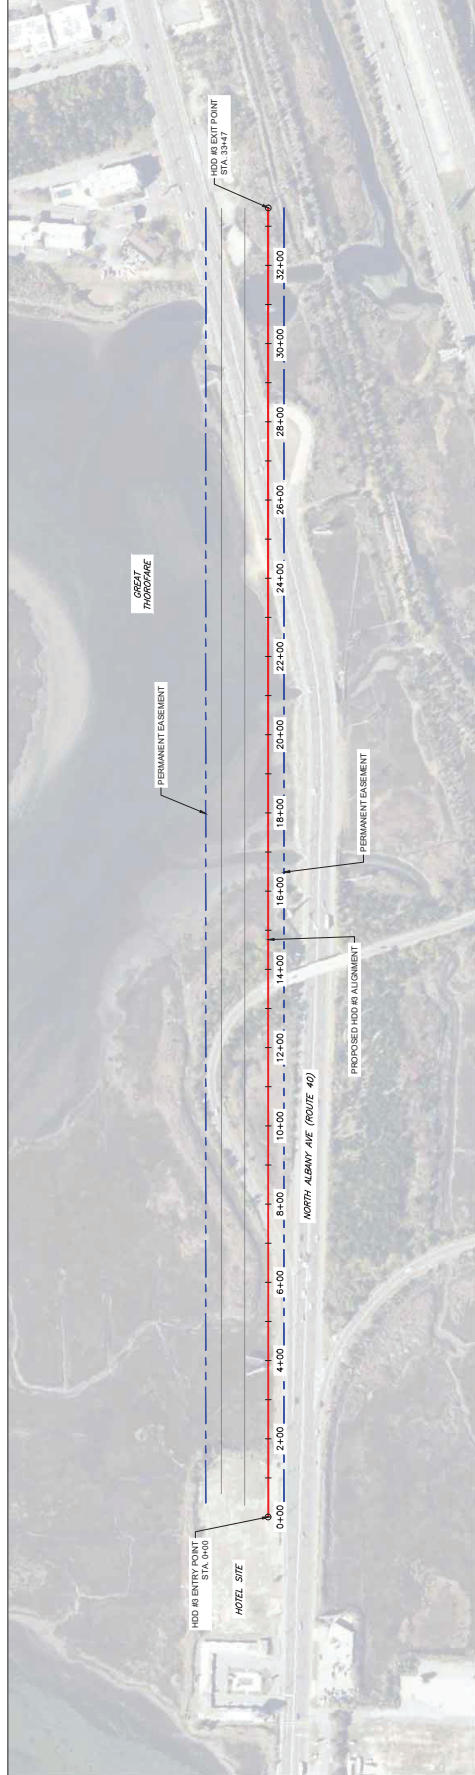 HDD #3 ENTRY POINT
STA. 0+00
HOTEL SITE
PERMANENT EASEMENT
GREAT
THOROFARE
HDD #3 EXIT POINT
STA. 33+47
0+00
2+00
4+00
6+00
8+00
10+00
12+00
14+00
16+00
18+00
20+00
22+00
24+00
26+00
28+00
30+00
32+00
NORTH ALBANY AVE (ROUTE 40)
PROPOSED HDD #3 ALIGNMENT
PERMANENT EASEMENT